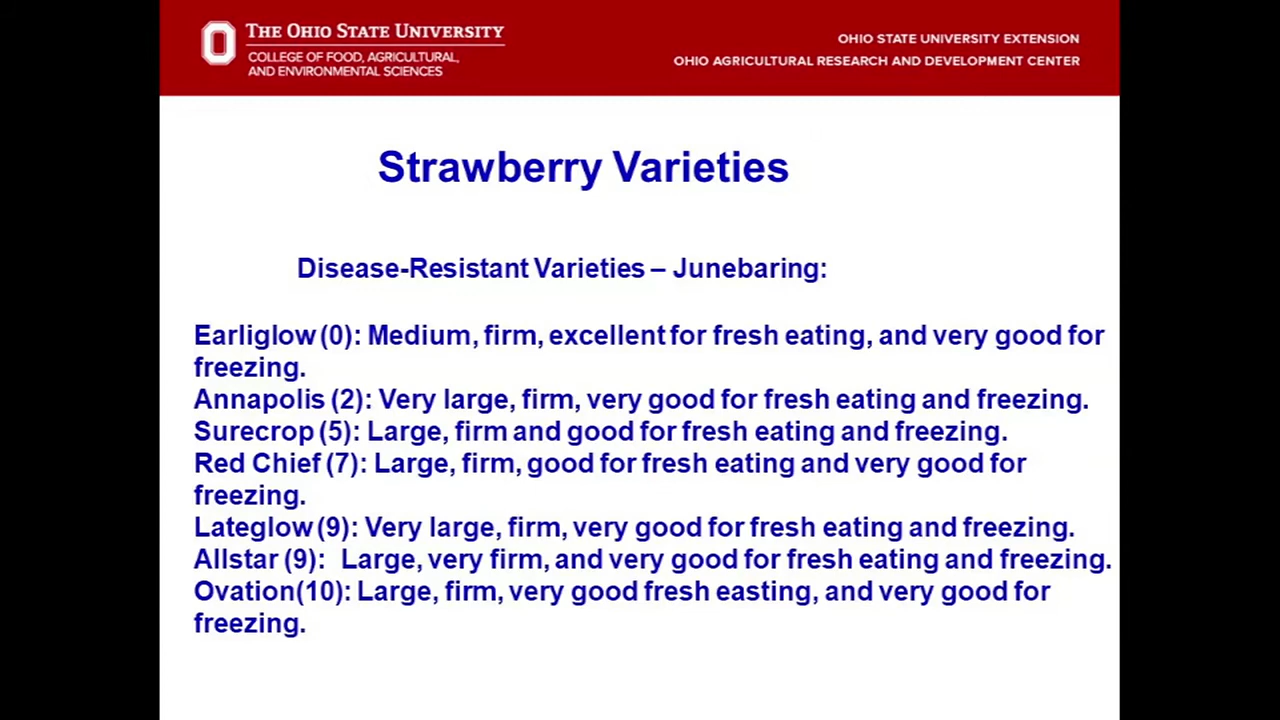 THE OHIO STATE UNIVERSITY
COLLEGE OF FOOD, AGRICULTURAL,
AND ENVIRONMENTAL SCIENCES
OHIO STATE UNIVERSITY EXTENSION
OHIO AGRICULTURAL RESEARCH AND DEVELOPMENT CENTER
Strawberry Varieties
Disease-Resistant Varieties – Junebaring:
Earliglow (0): Medium, firm, excellent for fresh eating, and very good for
freezing.
Annapolis (2): Very large, firm, very good for fresh eating and freezing.
Surecrop (5): Large, firm and good for fresh eating and freezing.
Red Chief (7): Large, firm, good for fresh eating and very good for
freezing.
Lateglow (9): Very large, firm, very good for fresh eating and freezing.
Allstar (9):  Large, very firm, and very good for fresh eating and freezing.
Ovation(10): Large, firm, very good fresh easting, and very good for
freezing.